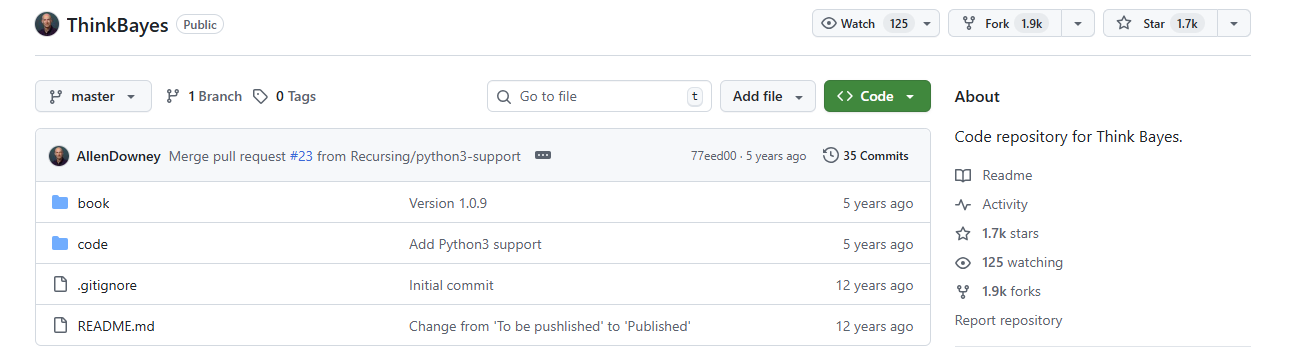 ThinkBayes Public Watch 125 Fork 1.9k Star 1.7k
master 1 Branch 0 Tags Go to file t Add file Code
About
Code repository for Think Bayes.
AllenDowney Merge pull request #23 from Recursing/python3-support 77eed00 · 5 years ago 35 Commits
book Version 1.0.9 5 years ago
code Add Python3 support 5 years ago
.gitignore Initial commit 12 years ago
README.md Change from 'To be pushlished' to 'Published' 12 years ago
Readme
Activity
1.7k stars
125 watching
1.9k forks
Report repository